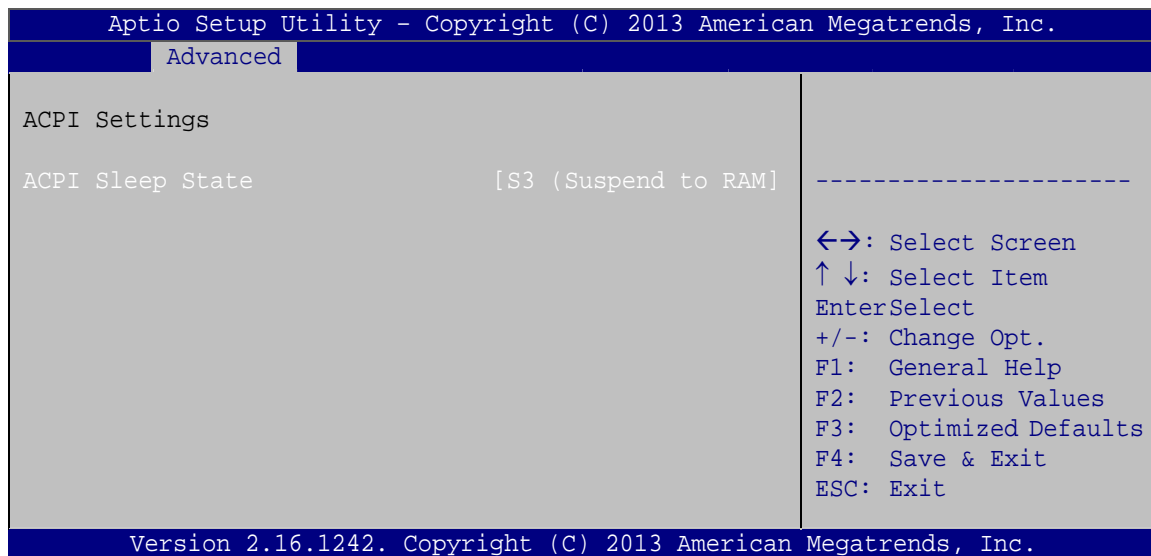 Aptio Setup Utility – Copyright (C) 2013 American Megatrends, Inc.
Advanced
ACPI Settings
ACPI Sleep State [S3 (Suspend to RAM]
----------------------
←→: Select Screen
↑ ↓: Select Item
EnterSelect
+/-: Change Opt.
F1: General Help
F2: Previous Values
F3: Optimized Defaults
F4: Save & Exit
ESC: Exit
Version 2.16.1242. Copyright (C) 2013 American Megatrends, Inc.